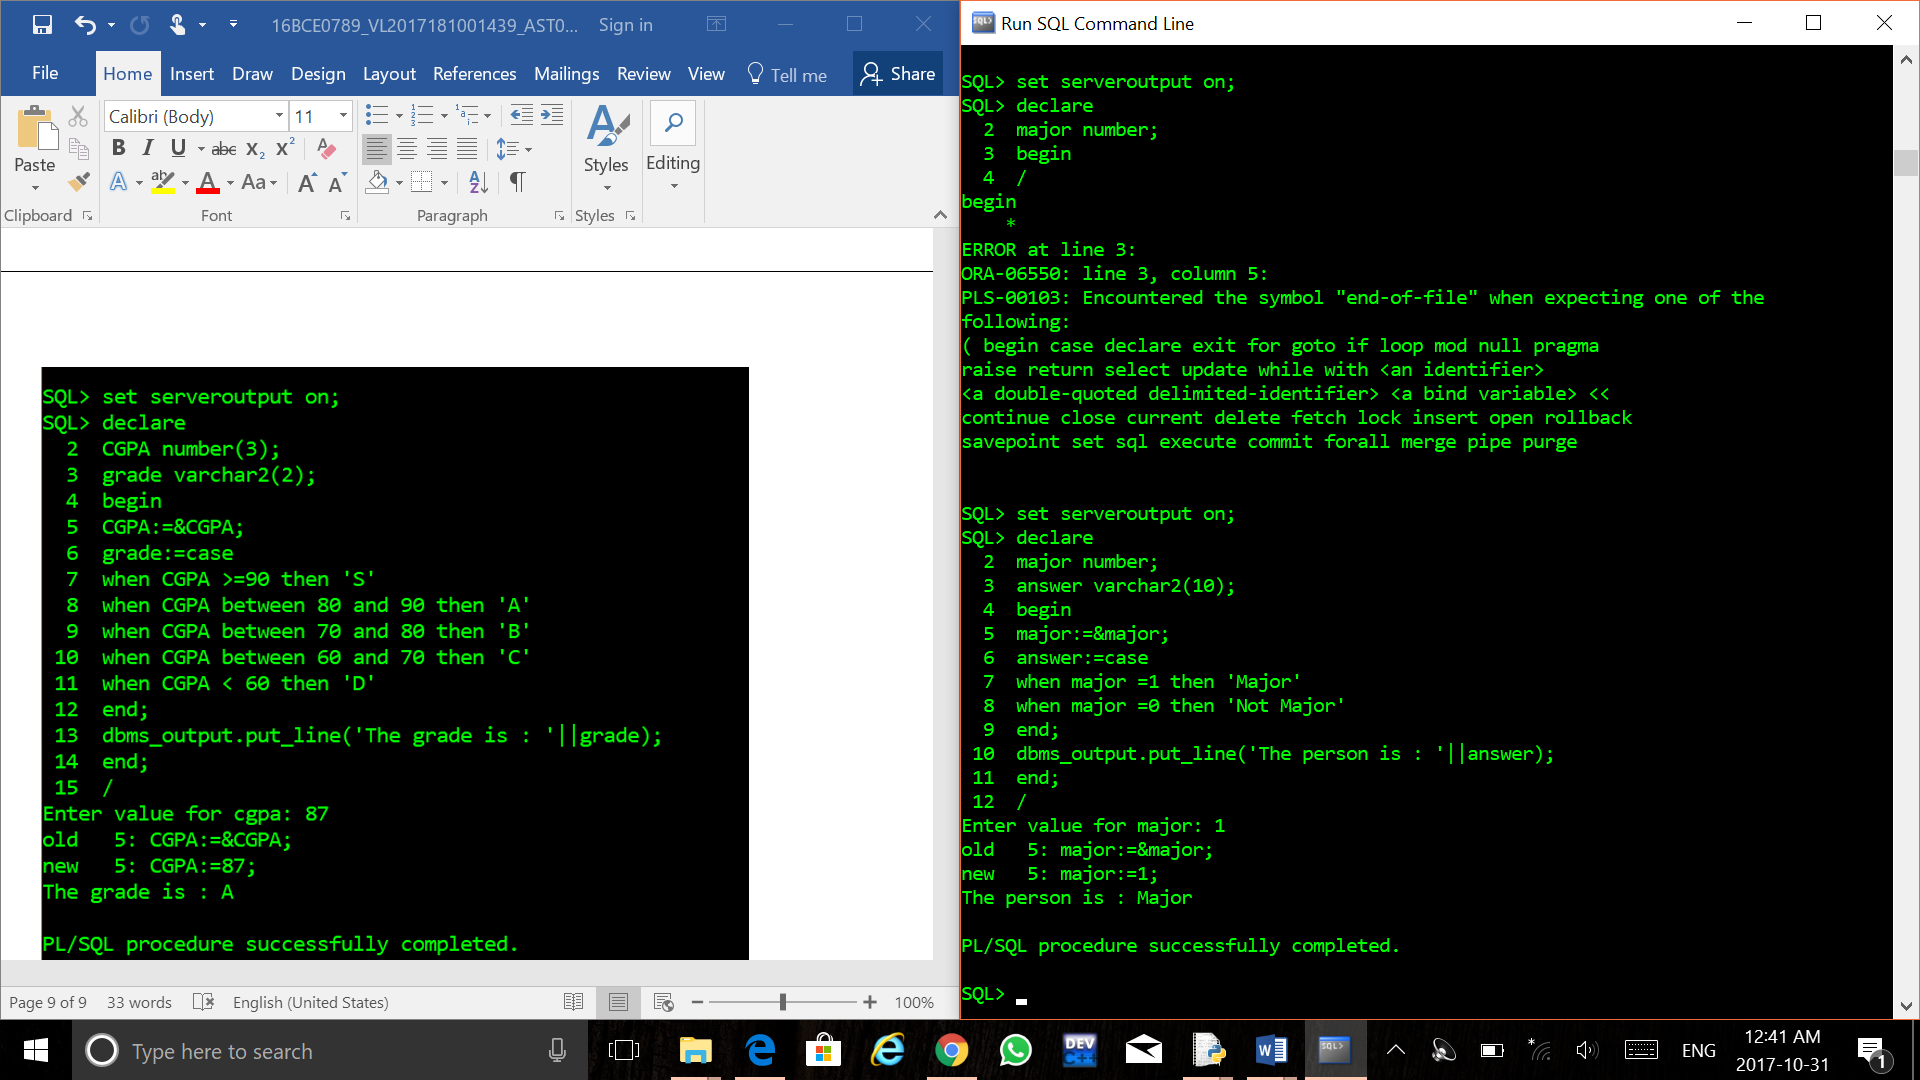 16BCE0789_VL2017181001439_AST0... Sign in
File Home Insert Draw Design Layout References Mailings Review View Tell me Share
Calibri (Body) 11
Paste
Styles
Editing
Clipboard Font Paragraph Styles
SQL> set serveroutput on;
SQL> declare
2 CGPA number(3);
3 grade varchar2(2);
4 begin
5 CGPA:=&CGPA;
6 grade:=case
7 when CGPA >=90 then 'S'
8 when CGPA between 80 and 90 then 'A'
9 when CGPA between 70 and 80 then 'B'
10 when CGPA between 60 and 70 then 'C'
11 when CGPA < 60 then 'D'
12 end;
13 dbms_output.put_line('The grade is : '||grade);
14 end;
15 /
Enter value for cgpa: 87
old 5: CGPA:=&CGPA;
new 5: CGPA:=87;
The grade is : A
PL/SQL procedure successfully completed.
Page 9 of 9 33 words English (United States) 100%
Run SQL Command Line
SQL> set serveroutput on;
SQL> declare
2 major number;
3 begin
4 /
begin
*
ERROR at line 3:
ORA-06550: line 3, column 5:
PLS-00103: Encountered the symbol "end-of-file" when expecting one of the
following:
( begin case declare exit for goto if loop mod null pragma
raise return select update while with <an identifier>
<a double-quoted delimited-identifier> <a bind variable> <<
continue close current delete fetch lock insert open rollback
savepoint set sql execute commit forall merge pipe purge
SQL> set serveroutput on;
SQL> declare
2 major number;
3 answer varchar2(10);
4 begin
5 major:=&major;
6 answer:=case
7 when major =1 then 'Major'
8 when major =0 then 'Not Major'
9 end;
10 dbms_output.put_line('The person is : '||answer);
11 end;
12 /
Enter value for major: 1
old 5: major:=&major;
new 5: major:=1;
The person is : Major
PL/SQL procedure successfully completed.
SQL>
Type here to search
DEV C++
ENG
12:41 AM
2017-10-31
1